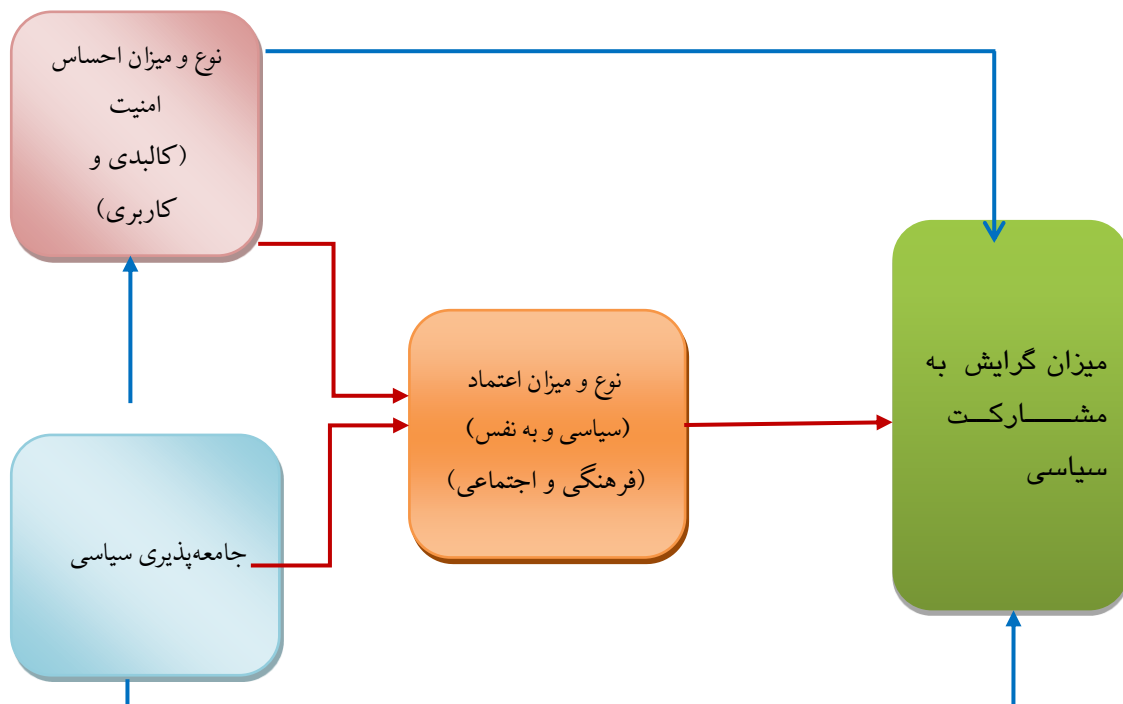 نوع و میزان احساس
امنیت
(کالبدی و
کاربری)
نوع و میزان اعتماد
(سیاسی و به نفس)
(فرهنگی و اجتماعی)
میزان گرایش به
مشارکت
سیاسی
جامعه‌پذیری سیاسی